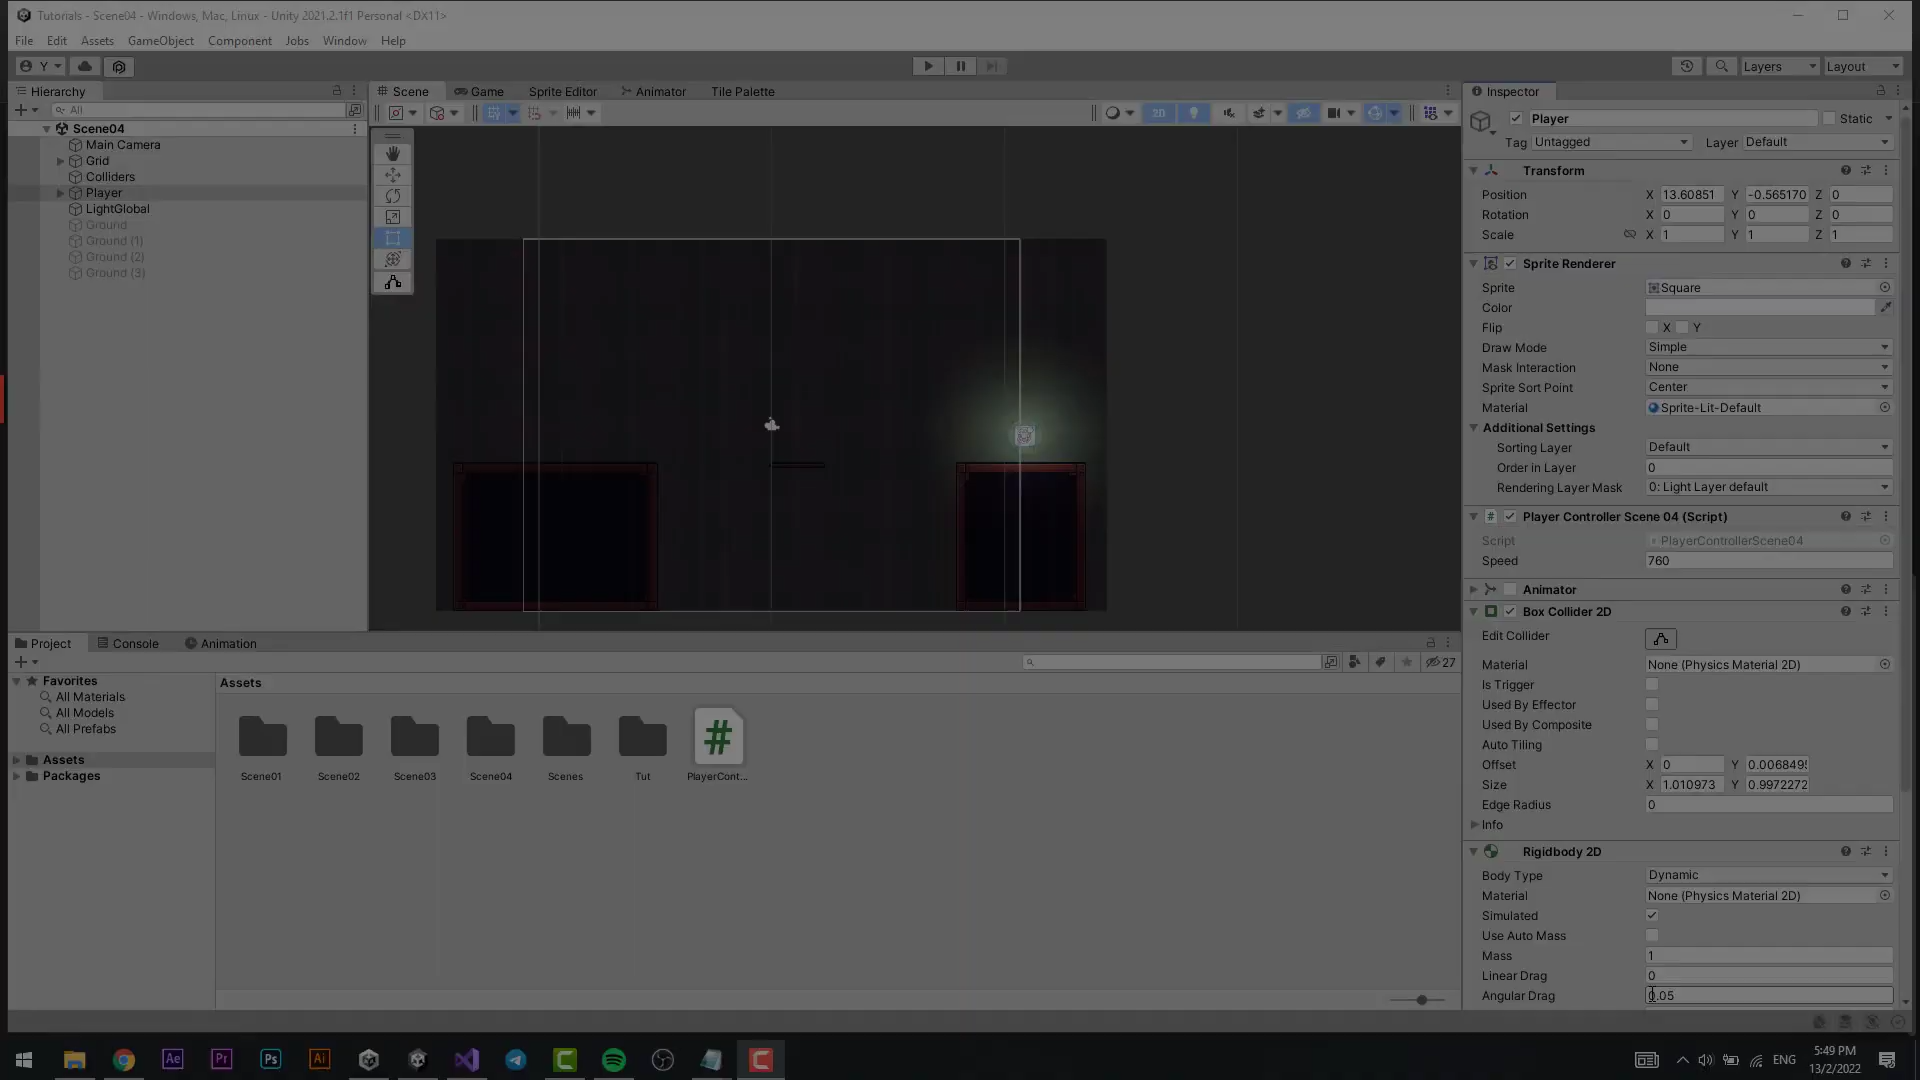 Tutorials - Scene04 - Windows, Mac, Linux - Unity 2021.2.1f1 Personal <DX11>
File Edit Assets GameObject Component Jobs Window Help
Y Layers Layout
Hierarchy
All
Scene04
Main Camera
Grid
Colliders
Player
LightGlobal
Ground
Ground (1)
Ground (2)
Ground (3)
Scene Game Sprite Editor Animator Tile Palette
2D
Inspector
Player Static
Tag Untagged Layer Default
Transform
Position X 13.60851 Y -0.565170 Z 0
Rotation X 0 Y 0 Z 0
Scale X 1 Y 1 Z 1
Sprite Renderer
Sprite Square
Color
Flip X Y
Draw Mode Simple
Mask Interaction None
Sprite Sort Point Center
Material Sprite-Lit-Default
Additional Settings
Sorting Layer Default
Order in Layer 0
Rendering Layer Mask 0: Light Layer default
# Player Controller Scene 04 (Script)
Script PlayerControllerScene04
Speed 760
Animator
Box Collider 2D
Edit Collider
Material None (Physics Material 2D)
Is Trigger
Used By Effector
Used By Composite
Auto Tiling
Offset X 0 Y 0.006849
Size X 1.010973 Y 0.9972272
Edge Radius 0
Info
Rigidbody 2D
Body Type Dynamic
Material None (Physics Material 2D)
Simulated
Use Auto Mass
Mass 1
Linear Drag 0
Angular Drag 0.05
Project Console Animation
27
Favorites
All Materials
All Models
All Prefabs
Assets
Packages
Assets
#
Scene01 Scene02 Scene03 Scene04 Scenes Tut PlayerCont...
Ae Pr Ps Ai
ENG
5:49 PM
13/2/2022